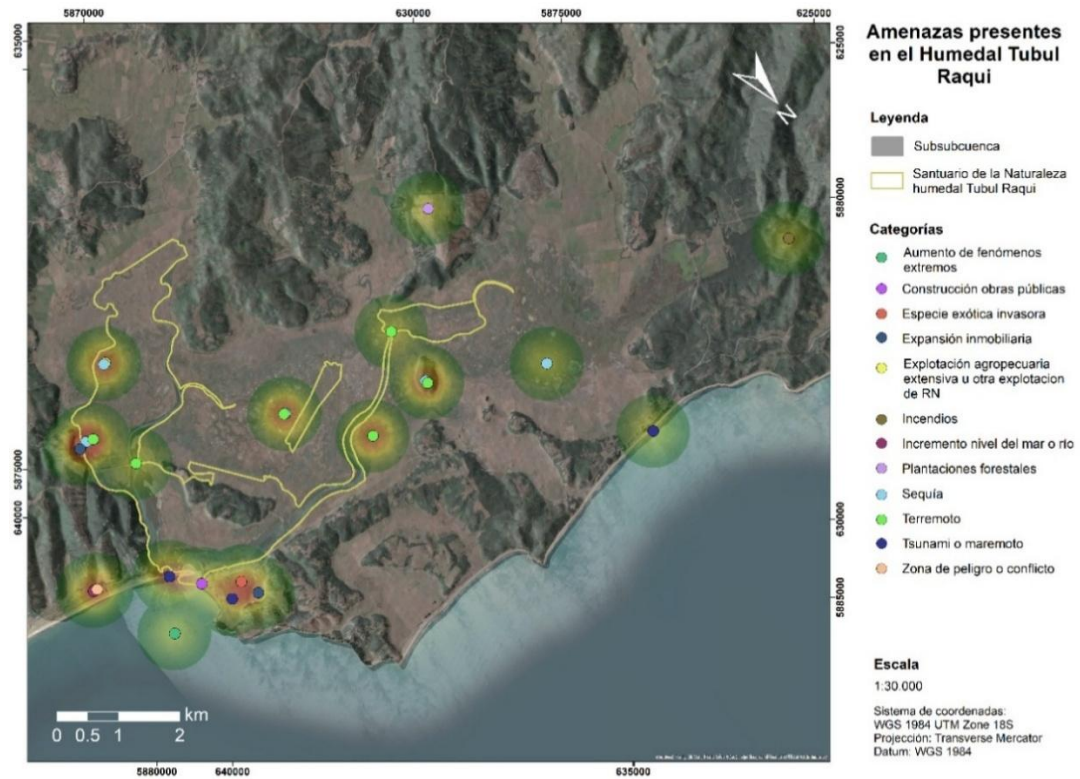 5870000 630000 5875000 625000
635000
625000
5880000
5875000
640000
630000
5885000
5880000 640000 635000
N
km
0 0.5 1 2
Amenazas presentes
en el Humedal Tubul
Raqui
Leyenda
Subsubcuenca
Santuario de la Naturaleza
humedal Tubul Raqui
Categorías
Aumento de fenómenos
extremos
Construcción obras públicas
Especie exótica invasora
Expansión inmobiliaria
Explotación agropecuaria
extensiva u otra explotacion
de RN
Incendios
Incremento nivel del mar o río
Plantaciones forestales
Sequía
Terremoto
Tsunami o maremoto
Zona de peligro o conflicto
Escala
1:30.000
Sistema de coordenadas:
WGS 1984 UTM Zone 18S
Projección: Transverse Mercator
Datum: WGS 1984